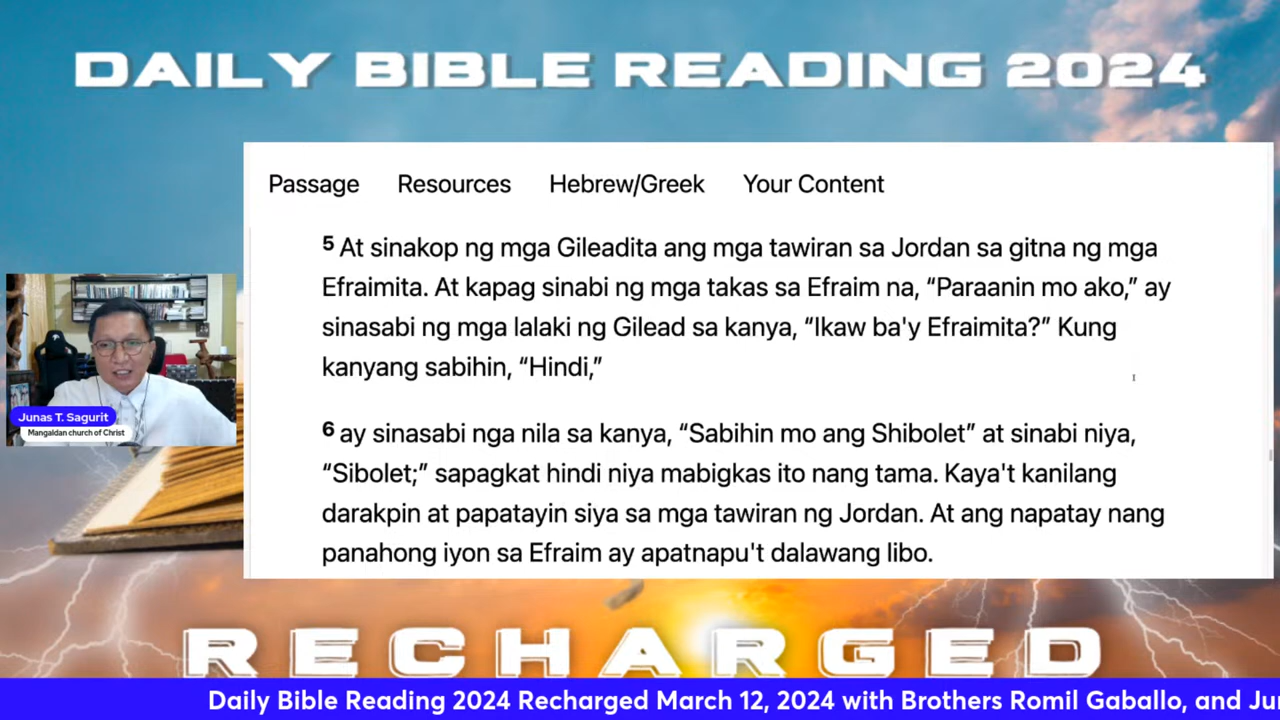 DAILY BIBLE READING 2024
Passage Resources Hebrew/Greek Your Content
5 At sinakop ng mga Gileadita ang mga tawiran sa Jordan sa gitna ng mga
Efraimita. At kapag sinabi ng mga takas sa Efraim na, “Paraanin mo ako,” ay
sinasabi ng mga lalaki ng Gilead sa kanya, “Ikaw ba'y Efraimita?” Kung
kanyang sabihin, “Hindi,”
6 ay sinasabi nga nila sa kanya, “Sabihin mo ang Shibolet” at sinabi niya,
“Sibolet;” sapagkat hindi niya mabigkas ito nang tama. Kaya't kanilang
darakpin at papatayin siya sa mga tawiran ng Jordan. At ang napatay nang
panahong iyon sa Efraim ay apatnapu't dalawang libo.
Junas T. Sagurit
Mangaldan church of Christ
RECHARGED
Daily Bible Reading 2024 Recharged March 12, 2024 with Brothers Romil Gaballo, and Ju